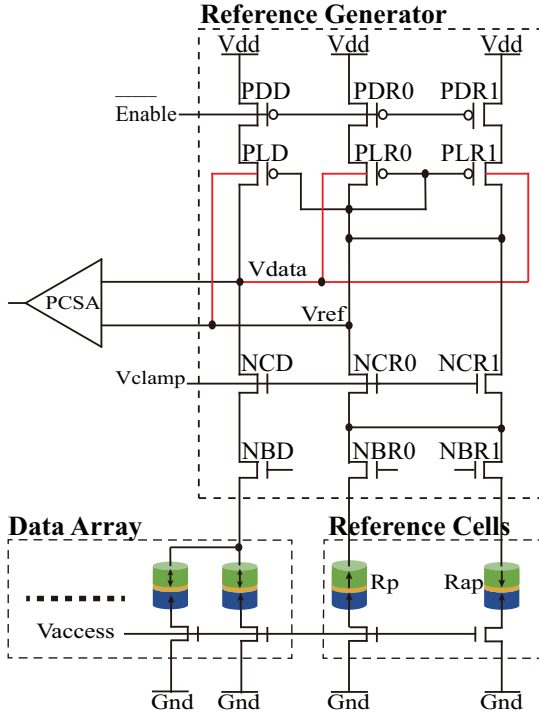 Reference Generator
Vdd Vdd Vdd
PDD PDR0 PDR1
Enable
PLD PLR0 PLR1
Vdata
PCSA
Vref
NCD NCR0 NCR1
Vclamp
NBD NBR0 NBR1
Data Array Reference Cells
Rp Rap
Vaccess
Gnd Gnd Gnd Gnd